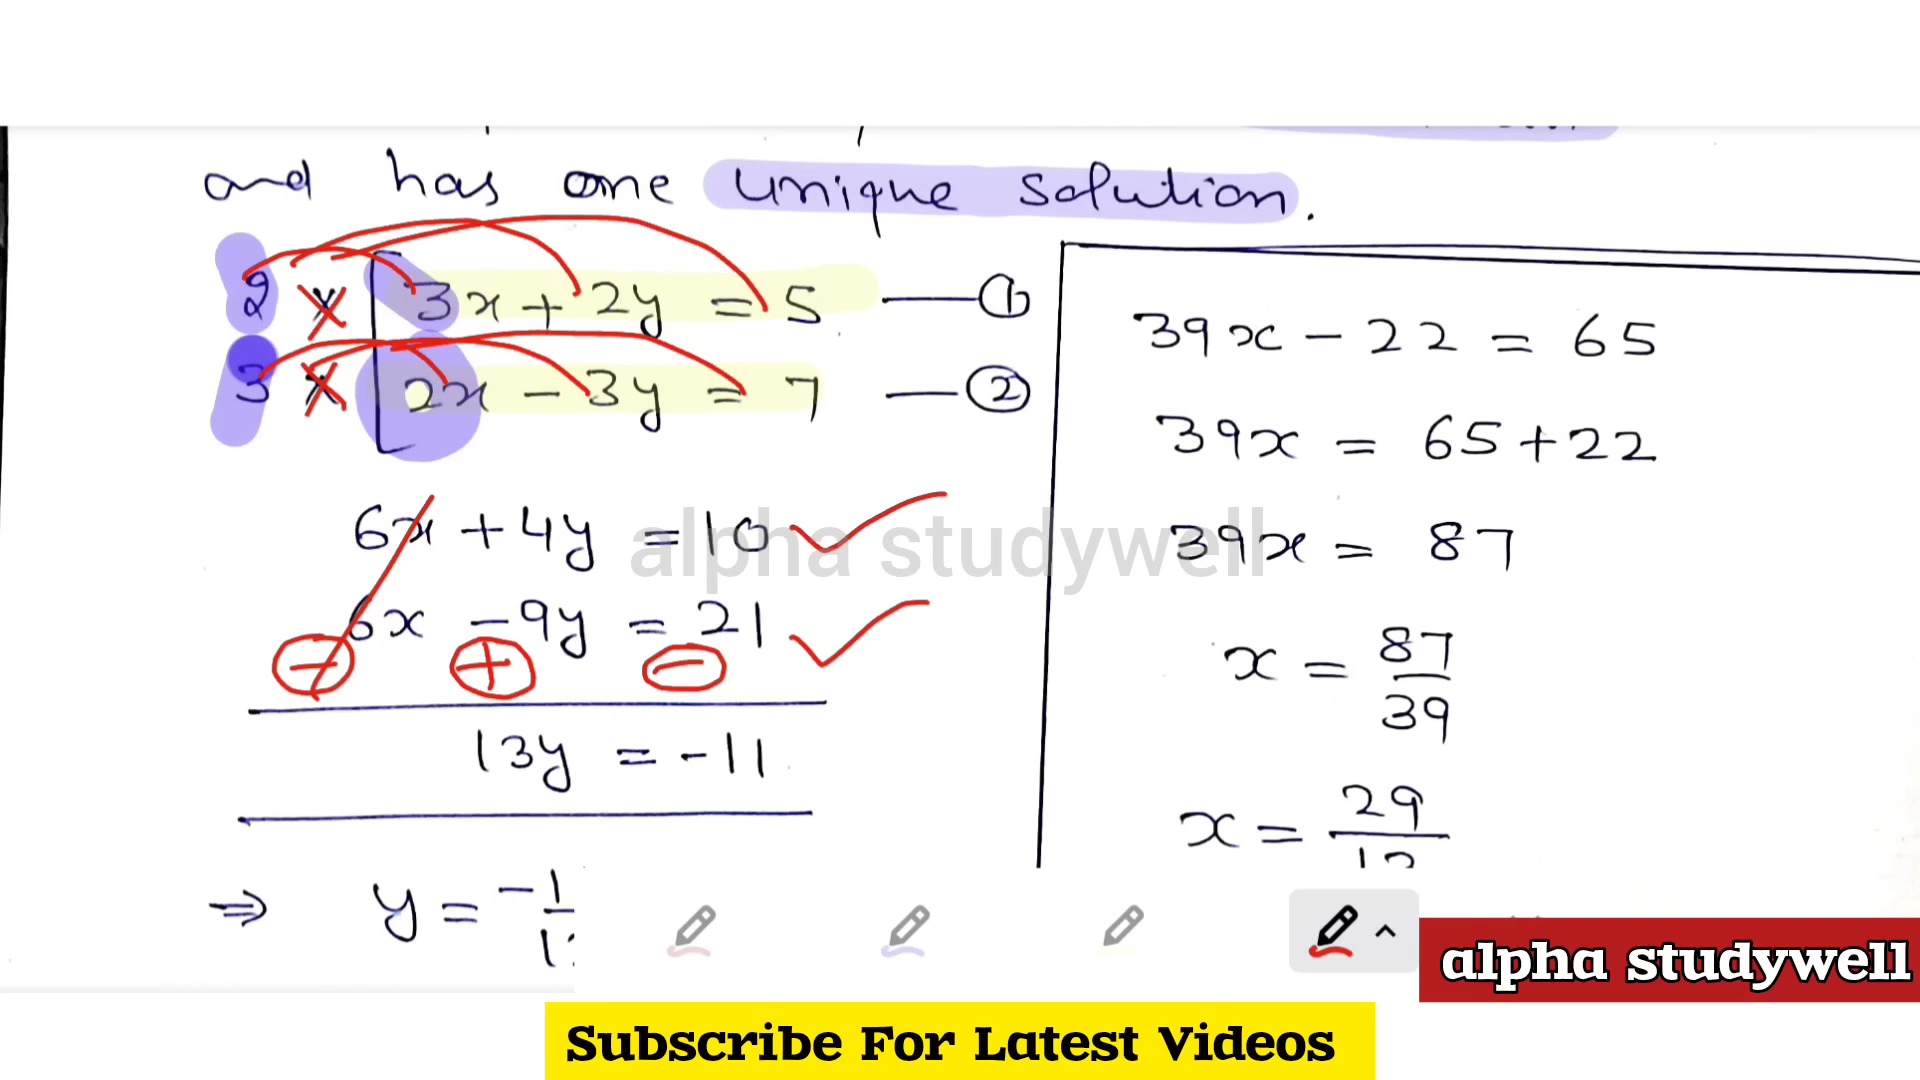 and has one unique solution.
2 × [ 3x + 2y = 5 —— ①
3 × [ 2x - 3y = 7 —— ②
6x + 4y = 10
6x - 9y = 21
- + -
13y = -11
⇒ y =
39x - 22 = 65
39x = 65 + 22
39x = 87
x = 87/39
x = 29
alpha studywell
alpha studywell
Subscribe For Latest Videos